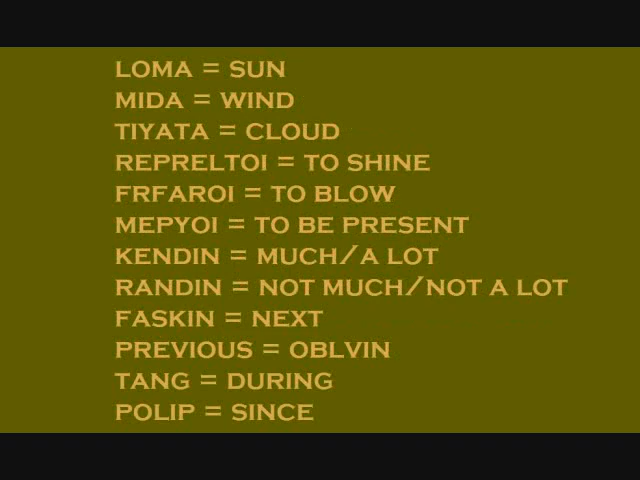 LOMA = SUN
MIDA = WIND
TIYATA = CLOUD
REPRELTOI = TO SHINE
FRFAROI = TO BLOW
MEPYOI = TO BE PRESENT
KENDIN = MUCH/A LOT
RANDIN = NOT MUCH/NOT A LOT
FASKIN = NEXT
PREVIOUS = OBLVIN
TANG = DURING
POLIP = SINCE